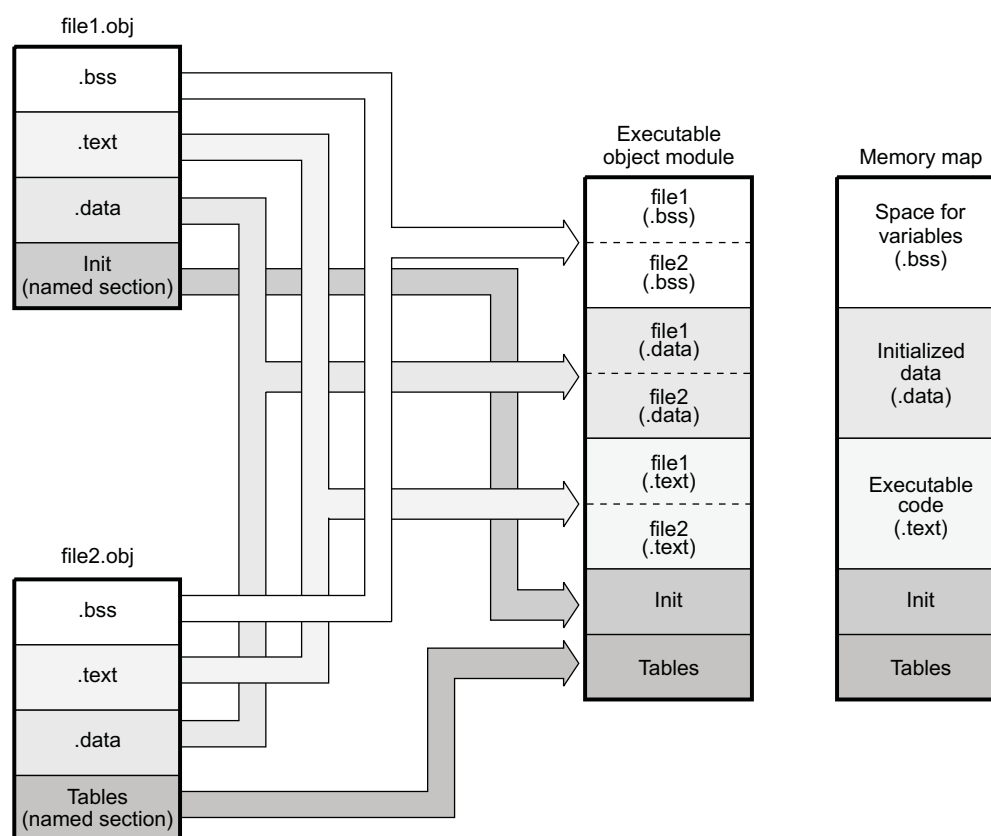 file1.obj
.bss
.text
.data
Init
(named section)
file2.obj
.bss
.text
.data
Tables
(named section)
Executable
object module
file1
(.bss)
file2
(.bss)
file1
(.data)
file2
(.data)
file1
(.text)
file2
(.text)
Init
Tables
Memory map
Space for
variables
(.bss)
Initialized
data
(.data)
Executable
code
(.text)
Init
Tables